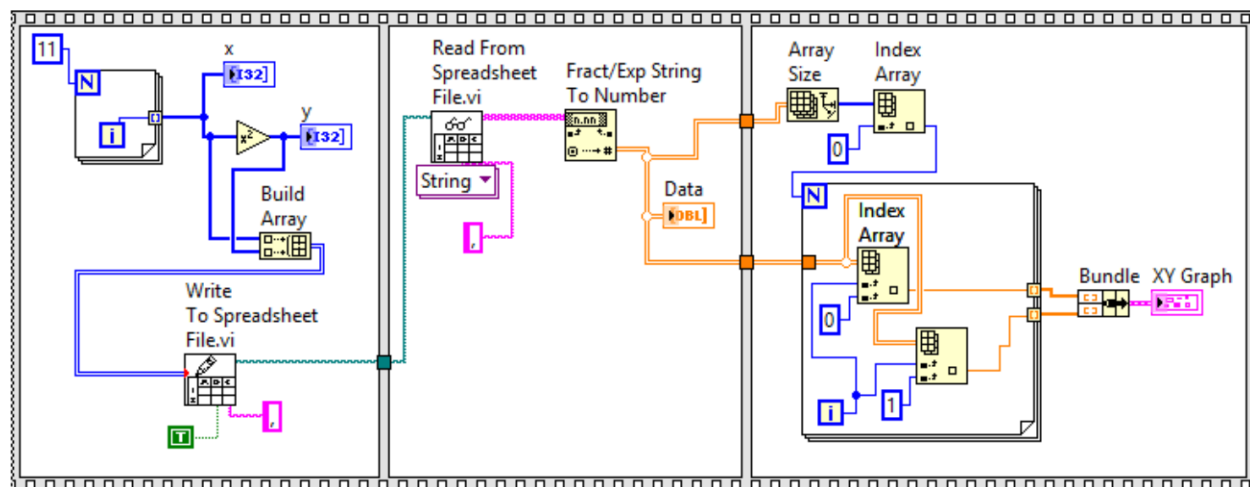 11
N
i
x
I32]
x²
y
I32]
Build
Array
Write
To Spreadsheet
File.vi
T
,
Read From
Spreadsheet
File.vi
String
,
Fract/Exp String
To Number
n.nn
#
Data
DBL]
Array
Size
Index
Array
0
N
Index
Array
0
i
1
Bundle
XY Graph